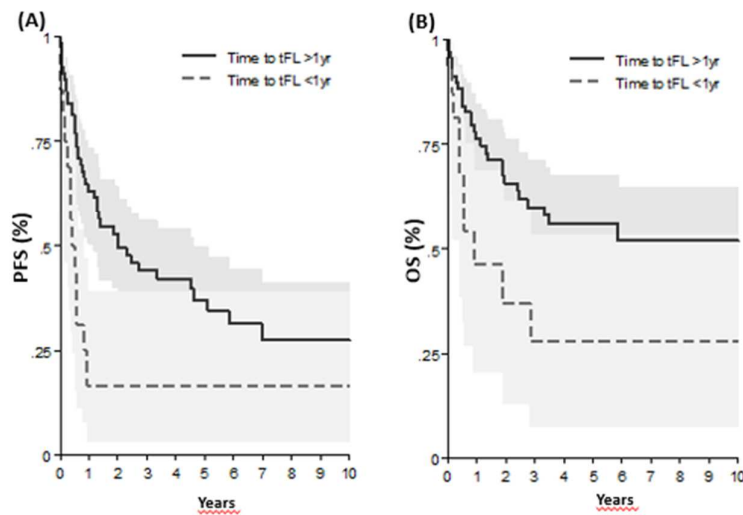 (A)
1
.75
.5
.25
0
PFS (%)
Time to tFL >1yr
Time to tFL <1yr
0 1 2 3 4 5 6 7 8 9 10
Years
(B)
1
.75
.5
.25
0
OS (%)
Time to tFL >1yr
Time to tFL <1yr
0 1 2 3 4 5 6 7 8 9 10
Years